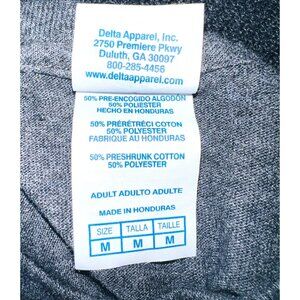 Delta Apparel, Inc.
2750 Premiere Pkwy
Duluth, GA 30097
800-285-4456
www.deltaapparel.com
50% PRE-ENCOGIDO ALGODÓN
50% POLIESTER
HECHO EN HONDURAS
50% PRÉRÉTRÉCI COTON
50% POLYESTER
FABRIQUE AU HONDURAS
50% PRESHRUNK COTTON
50% POLYESTER
ADULT ADULTO ADULTE
MADE IN HONDURAS
SIZE TALLA TAILLE
M M M